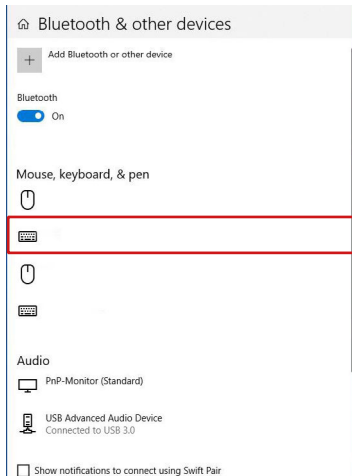 Bluetooth & other devices
Add Bluetooth or other device
Bluetooth
On
Mouse, keyboard, & pen
Audio
PnP-Monitor (Standard)
USB Advanced Audio Device
Connected to USB 3.0
Show notifications to connect using Swift Pair